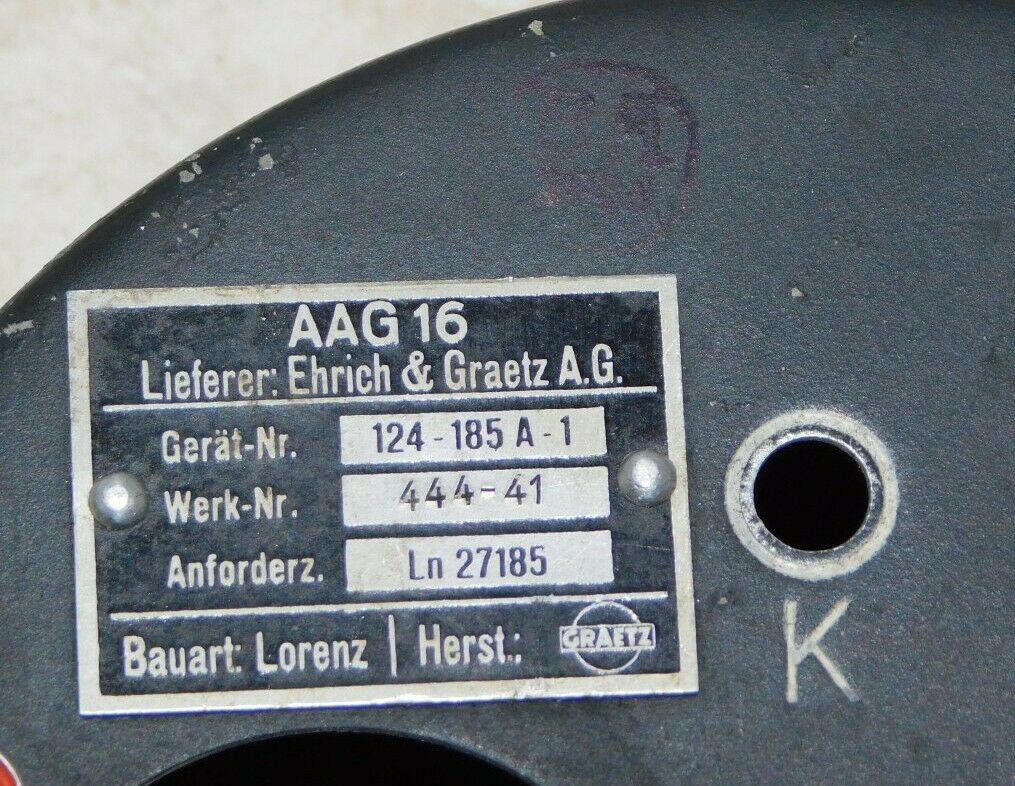 AAG 16
Lieferer: Ehrich & Graetz A.G.
Gerät-Nr. 124-185 A-1
Werk-Nr. 444-41
Anforderz. Ln 27185
Bauart: Lorenz | Herst.: GRAETZ
K